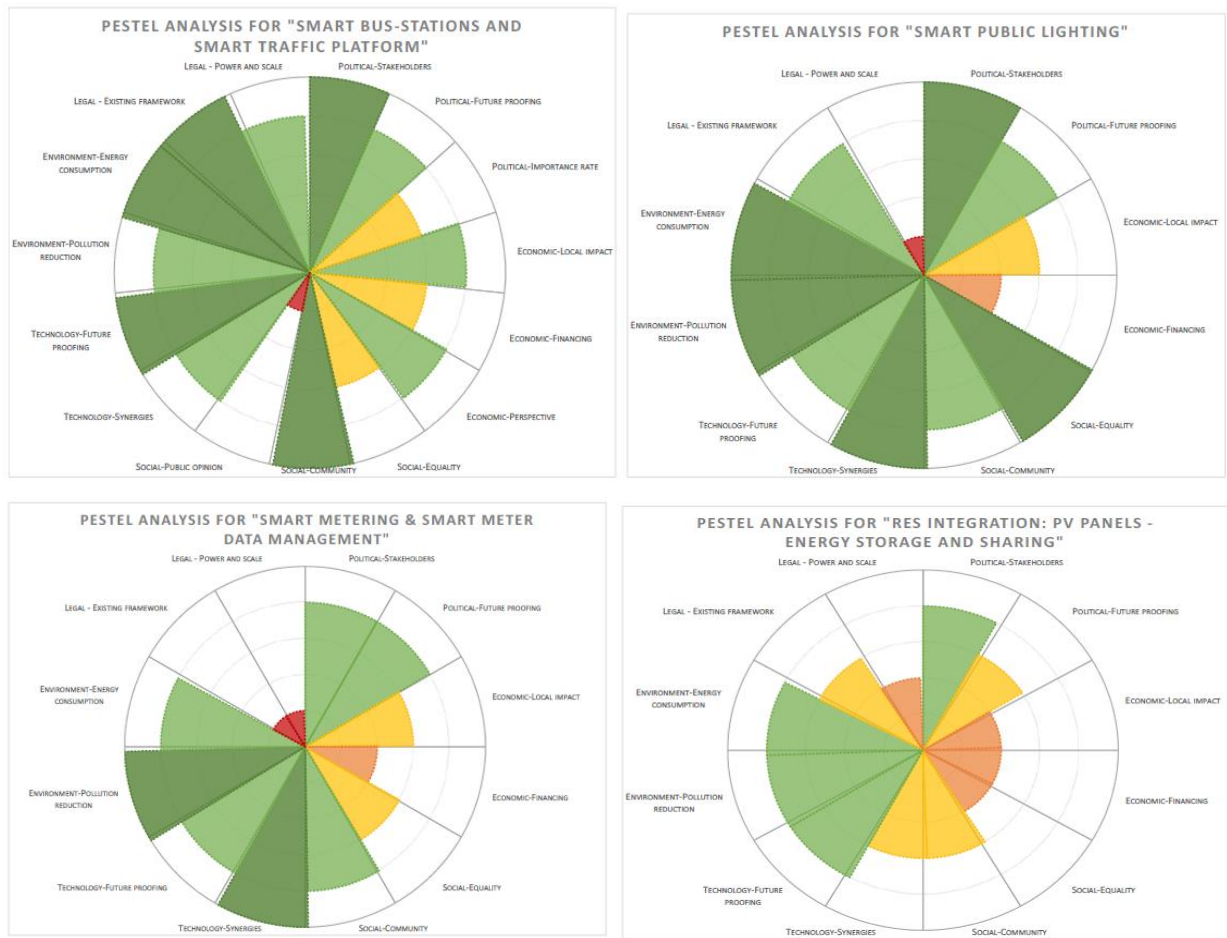 PESTEL ANALYSIS FOR "SMART BUS-STATIONS AND
SMART TRAFFIC PLATFORM"
LEGAL - POWER AND SCALE
POLITICAL-STAKEHOLDERS
LEGAL - EXISTING FRAMEWORK
POLITICAL-FUTURE PROOFING
ENVIRONMENT-ENERGY
CONSUMPTION
POLITICAL-IMPORTANCE RATE
ENVIRONMENT-POLLUTION
REDUCTION
ECONOMIC-LOCAL IMPACT
TECHNOLOGY-FUTURE
PROOFING
ECONOMIC-FINANCING
TECHNOLOGY-SYNERGIES
ECONOMIC-PERSPECTIVE
SOCIAL-PUBLIC OPINION
SOCIAL-COMMUNITY
SOCIAL-EQUALITY
PESTEL ANALYSIS FOR "SMART PUBLIC LIGHTING"
LEGAL - POWER AND SCALE
POLITICAL-STAKEHOLDERS
LEGAL - EXISTING FRAMEWORK
POLITICAL-FUTURE PROOFING
ENVIRONMENT-ENERGY
CONSUMPTION
ECONOMIC-LOCAL IMPACT
ENVIRONMENT-POLLUTION
REDUCTION
ECONOMIC-FINANCING
TECHNOLOGY-FUTURE
PROOFING
SOCIAL-EQUALITY
TECHNOLOGY-SYNERGIES
SOCIAL-COMMUNITY
PESTEL ANALYSIS FOR "SMART METERING & SMART METER
DATA MANAGEMENT"
LEGAL - POWER AND SCALE
POLITICAL-STAKEHOLDERS
LEGAL - EXISTING FRAMEWORK
POLITICAL-FUTURE PROOFING
ENVIRONMENT-ENERGY
CONSUMPTION
ECONOMIC-LOCAL IMPACT
ENVIRONMENT-POLLUTION
REDUCTION
ECONOMIC-FINANCING
TECHNOLOGY-FUTURE PROOFING
SOCIAL-EQUALITY
TECHNOLOGY-SYNERGIES
SOCIAL-COMMUNITY
PESTEL ANALYSIS FOR "RES INTEGRATION: PV PANELS -
ENERGY STORAGE AND SHARING"
LEGAL - POWER AND SCALE
POLITICAL-STAKEHOLDERS
LEGAL - EXISTING FRAMEWORK
POLITICAL-FUTURE PROOFING
ENVIRONMENT-ENERGY
CONSUMPTION
ECONOMIC-LOCAL IMPACT
ENVIRONMENT-POLLUTION
REDUCTION
ECONOMIC-FINANCING
TECHNOLOGY-FUTURE
PROOFING
SOCIAL-EQUALITY
TECHNOLOGY-SYNERGIES
SOCIAL-COMMUNITY